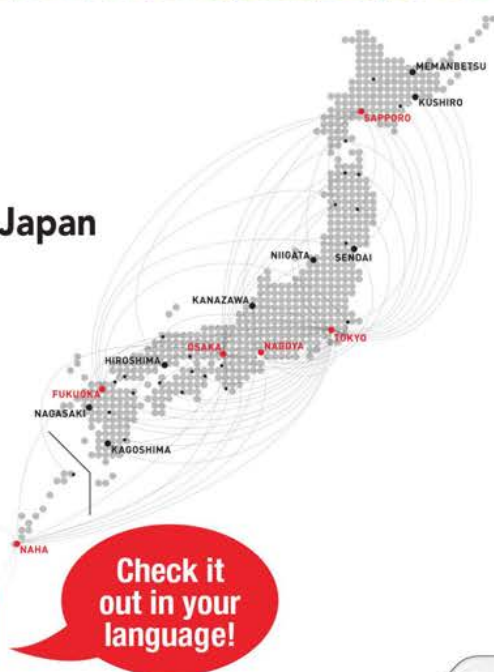 MEMANBETSU
KUSHIRO
SAPPORO
Japan
NIIGATA
SENDAI
KANAZAWA
TOKYO
OSAKA
NAGOYA
HIROSHIMA
FUKUOKA
NAGASAKI
KAGOSHIMA
NAHA
Check it
out in your
language!